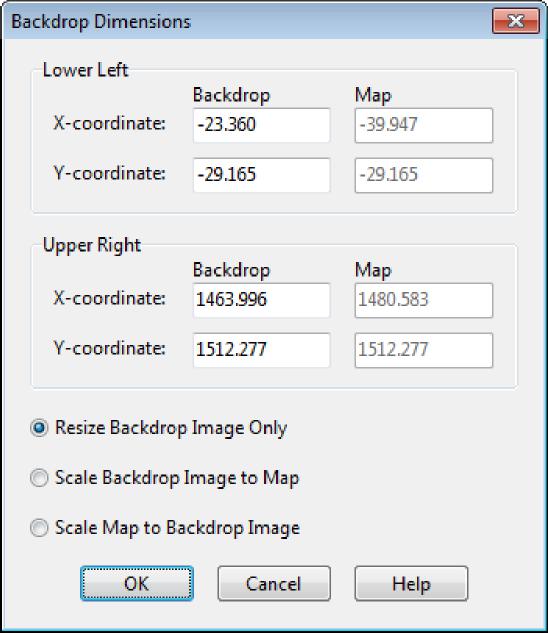 Backdrop Dimensions
Lower Left
Backdrop Map
X-coordinate: -23.360 -39.947
Y-coordinate: -29.165 -29.165
Upper Right
Backdrop Map
X-coordinate: 1463.996 1480.583
Y-coordinate: 1512.277 1512.277
Resize Backdrop Image Only
Scale Backdrop Image to Map
Scale Map to Backdrop Image
OK Cancel Help